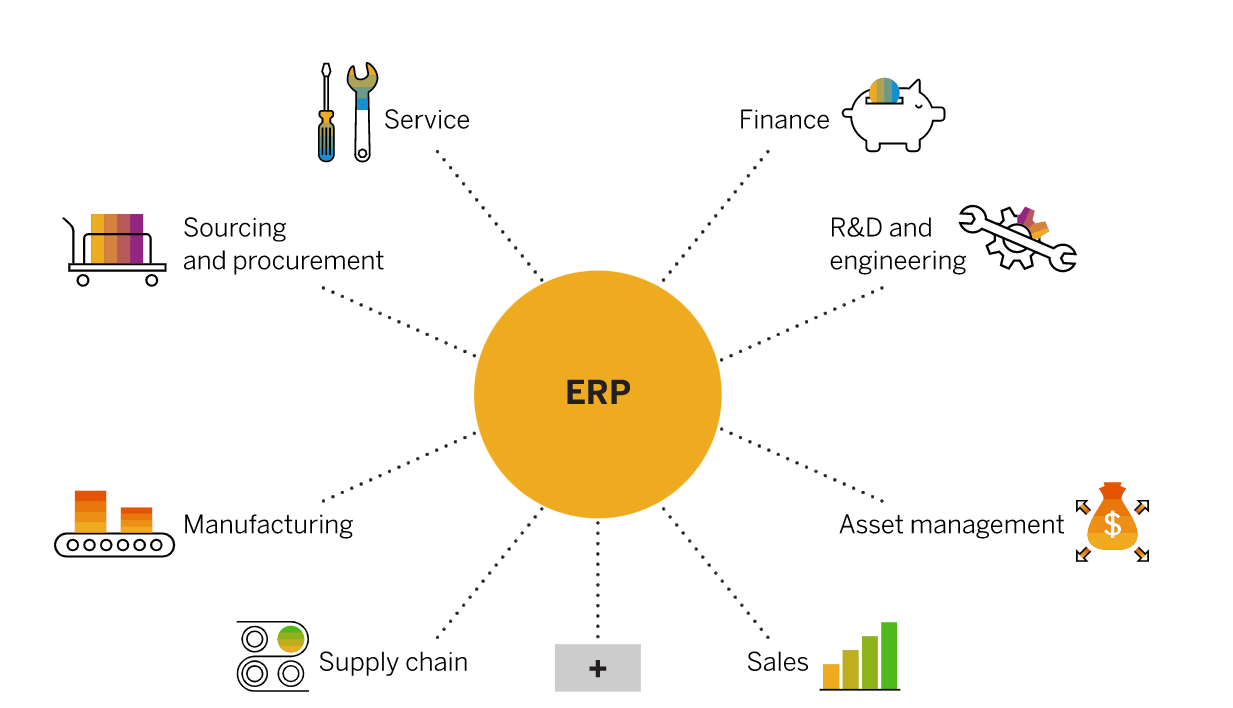 Service
Finance
Sourcing
and procurement
R&D and
engineering
ERP
Manufacturing
Asset management
$
Supply chain
+
Sales